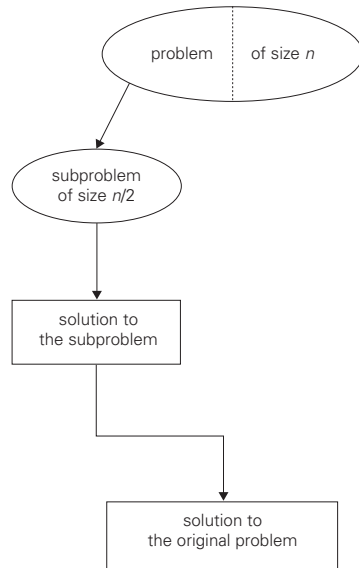 problem of size n
subproblem
of size n/2
solution to
the subproblem
solution to
the original problem